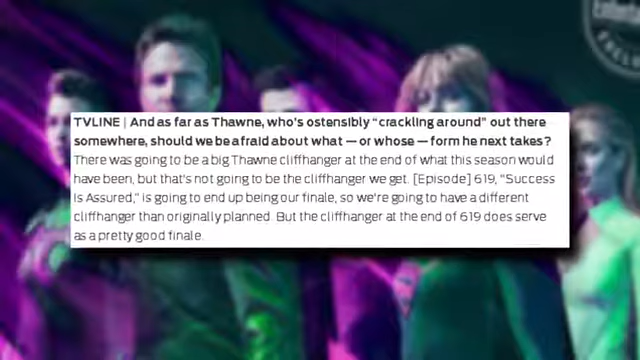 Entertainment
EXCLU
TVLINE | And as far as Thawne, who's ostensibly “crackling around” out there
somewhere, should we be afraid about what — or whose — form he next takes?
There was going to be a big Thawne cliffhanger at the end of what this season would
have been, but that's not going to be the cliffhanger we get. [Episode] 619, “Success
Is Assured,” is going to end up being our finale, so we're going to have a different
cliffhanger than originally planned. But the cliffhanger at the end of 619 does serve
as a pretty good finale.